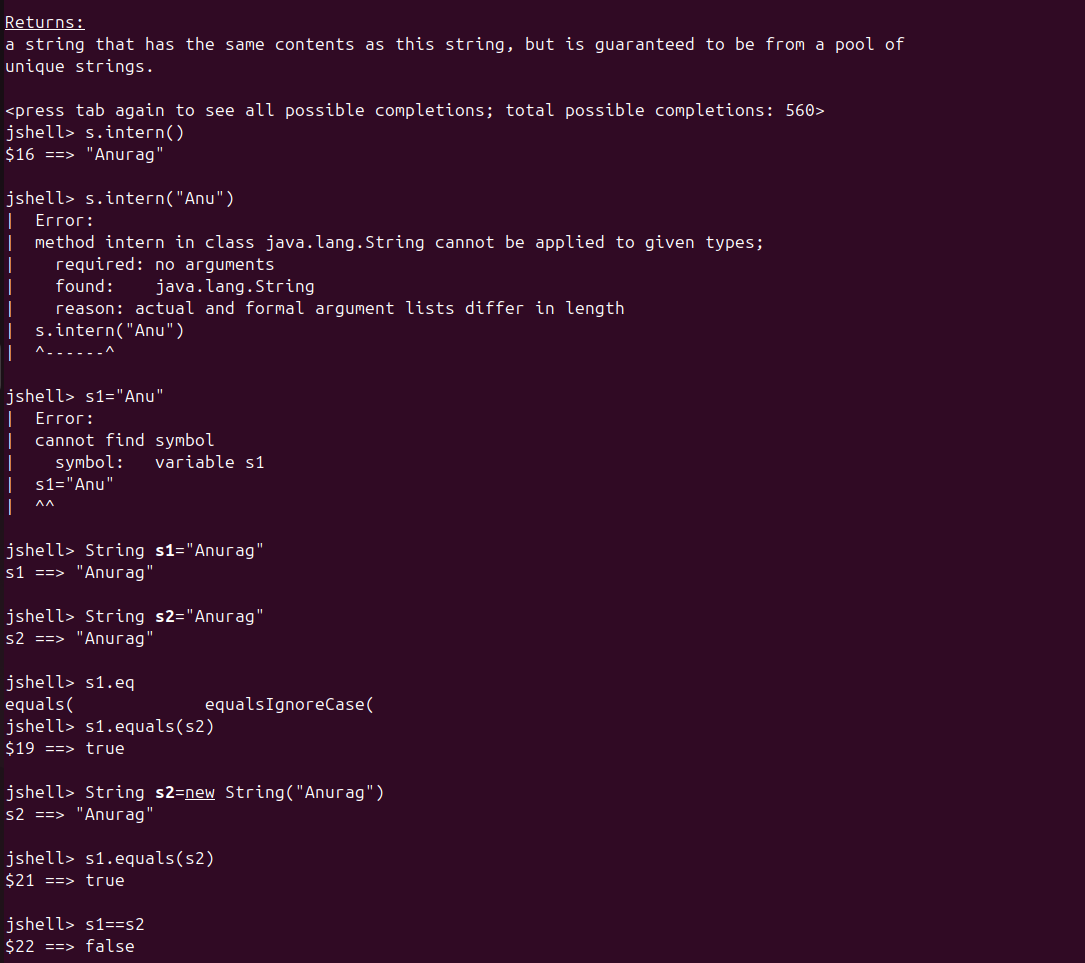 Returns:
a string that has the same contents as this string, but is guaranteed to be from a pool of
unique strings.

<press tab again to see all possible completions; total possible completions: 560>
jshell> s.intern()
$16 ==> "Anurag"

jshell> s.intern("Anu")
|  Error:
|  method intern in class java.lang.String cannot be applied to given types;
|    required: no arguments
|    found:    java.lang.String
|    reason: actual and formal argument lists differ in length
|  s.intern("Anu")
|  ^------^

jshell> s1="Anu"
|  Error:
|  cannot find symbol
|    symbol:   variable s1
|  s1="Anu"
|  ^^

jshell> String s1="Anurag"
s1 ==> "Anurag"

jshell> String s2="Anurag"
s2 ==> "Anurag"

jshell> s1.eq
equals(             equalsIgnoreCase(
jshell> s1.equals(s2)
$19 ==> true

jshell> String s2=new String("Anurag")
s2 ==> "Anurag"

jshell> s1.equals(s2)
$21 ==> true

jshell> s1==s2
$22 ==> false